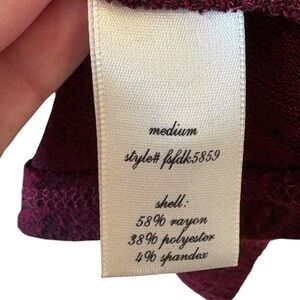 medium
style# fsfdk5859
shell:
58% rayon
38% polyester
4% spandex